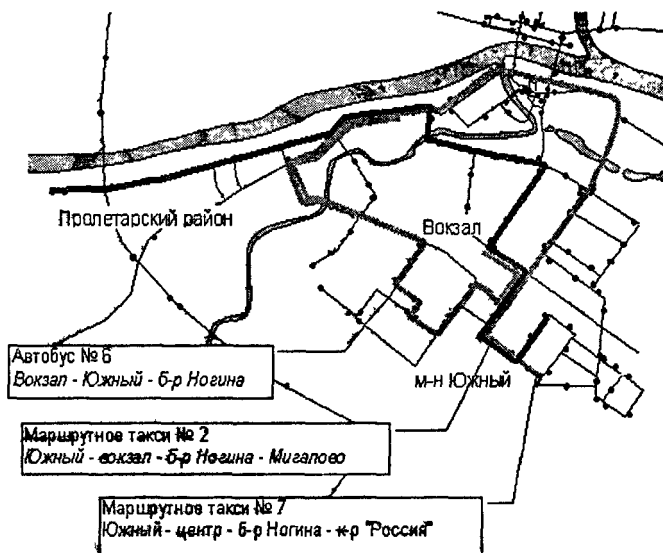 Пролетарский район
Вокзал
Автобус № 6
Вокзал - Южный - б-р Ногина
м-н Южный
Маршрутное такси № 2
Южный - вокзал - б-р Ногина - Мигалово
Маршрутное такси № 7
Южный - центр - б-р Ногина - к-р "Россия"